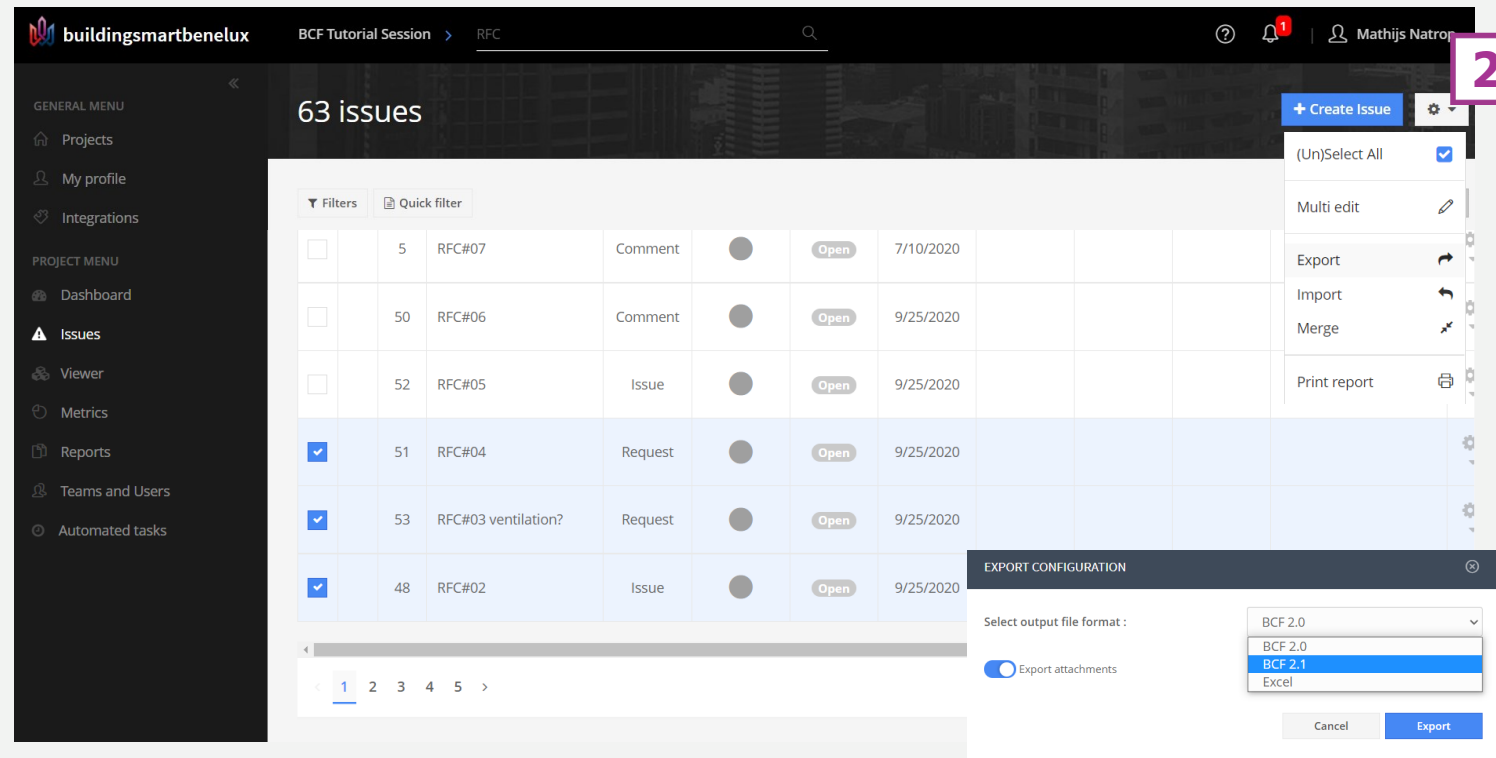 buildingsmartbenelux
BCF Tutorial Session > RFC
1
Mathijs Natrop
2
GENERAL MENU
Projects
My profile
Integrations
PROJECT MENU
Dashboard
Issues
Viewer
Metrics
Reports
Teams and Users
Automated tasks
63 issues
+ Create Issue
(Un)Select All
Multi edit
Export
Import
Merge
Print report
Filters Quick filter
5 RFC#07 Comment Open 7/10/2020
50 RFC#06 Comment Open 9/25/2020
52 RFC#05 Issue Open 9/25/2020
51 RFC#04 Request Open 9/25/2020
53 RFC#03 ventilation? Request Open 9/25/2020
48 RFC#02 Issue Open 9/25/2020
< 1 2 3 4 5 >
EXPORT CONFIGURATION
Select output file format : BCF 2.0
BCF 2.0
BCF 2.1
Excel
Export attachments
Cancel Export